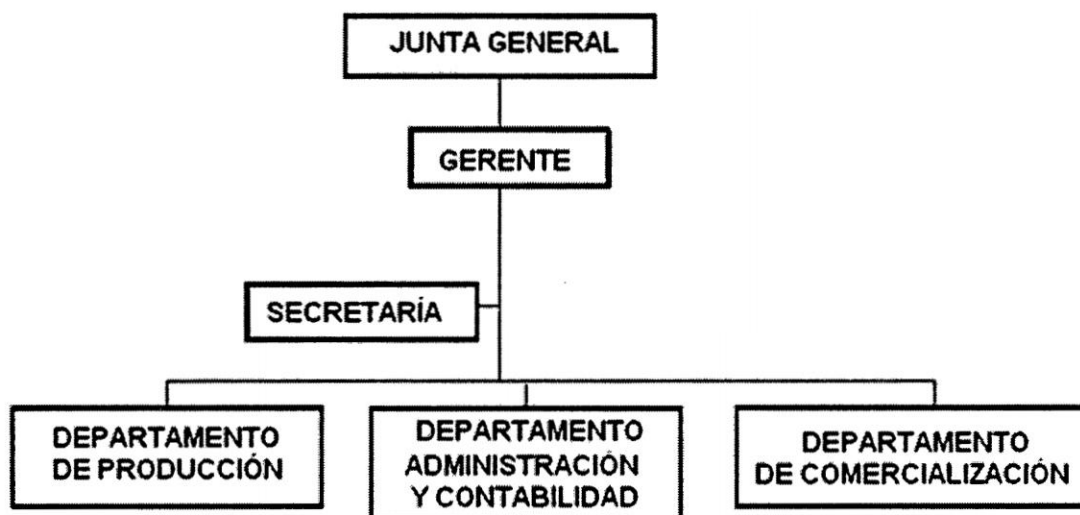 JUNTA GENERAL
GERENTE
SECRETARÍA
DEPARTAMENTO
DE PRODUCCIÓN
DEPARTAMENTO
ADMINISTRACIÓN
Y CONTABILIDAD
DEPARTAMENTO
DE COMERCIALIZACIÓN